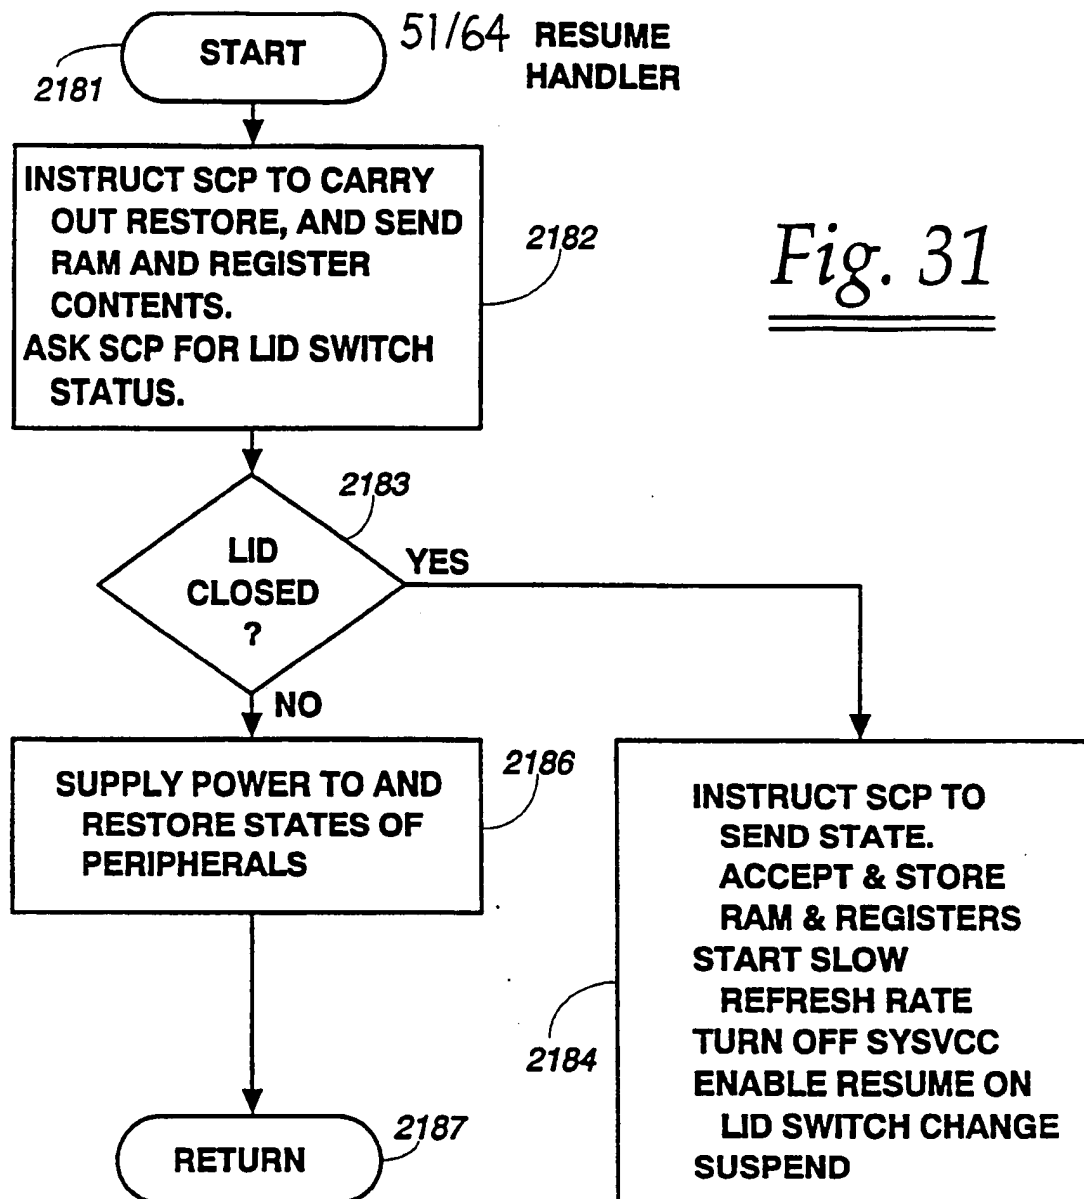 START
51/64 RESUME
HANDLER
2181
INSTRUCT SCP TO CARRY
OUT RESTORE, AND SEND
RAM AND REGISTER
CONTENTS.
ASK SCP FOR LID SWITCH
STATUS.
2182
Fig. 31
2183
LID
CLOSED
?
YES
NO
SUPPLY POWER TO AND
RESTORE STATES OF
PERIPHERALS
2186
INSTRUCT SCP TO
SEND STATE.
ACCEPT & STORE
RAM & REGISTERS
START SLOW
REFRESH RATE
TURN OFF SYSVCC
ENABLE RESUME ON
LID SWITCH CHANGE
SUSPEND
2184
RETURN
2187